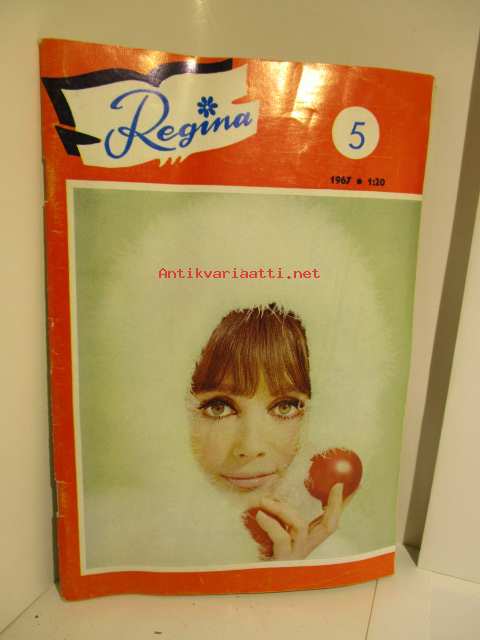 Regina
5
1967 • 1:20
Antikvariaatti.net